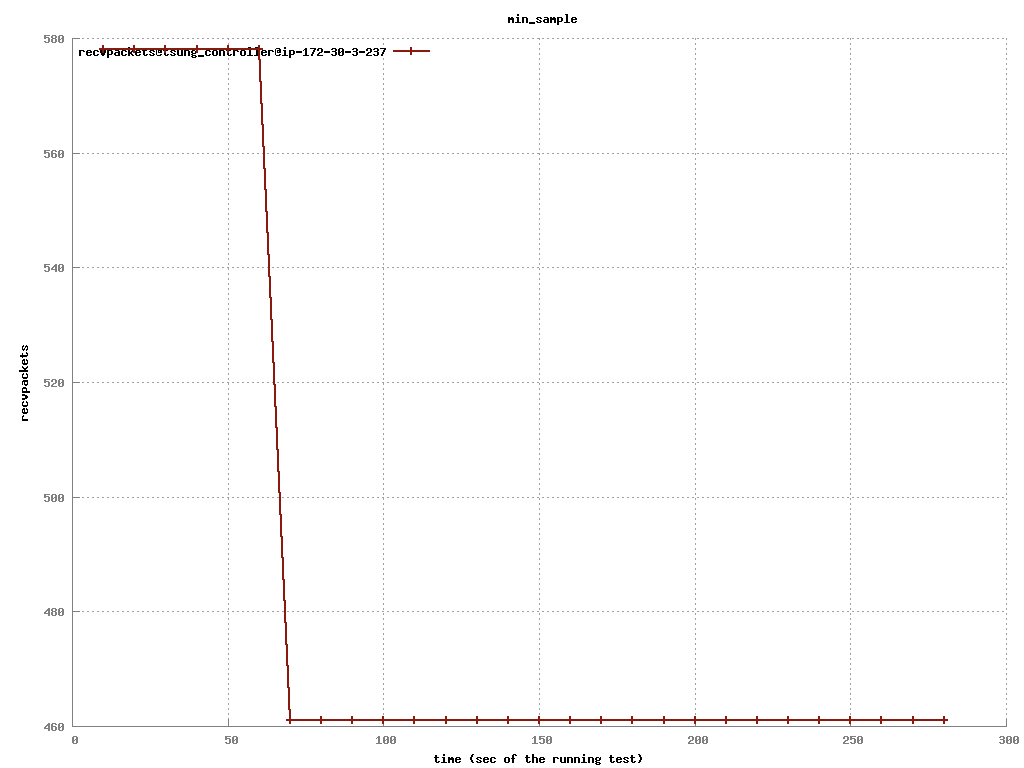 min_sample
580
recvpackets@tsung_controller@ip-172-30-3-237
560
540
520
recvpackets
500
480
460
0 50 100 150 200 250 300
time (sec of the running test)